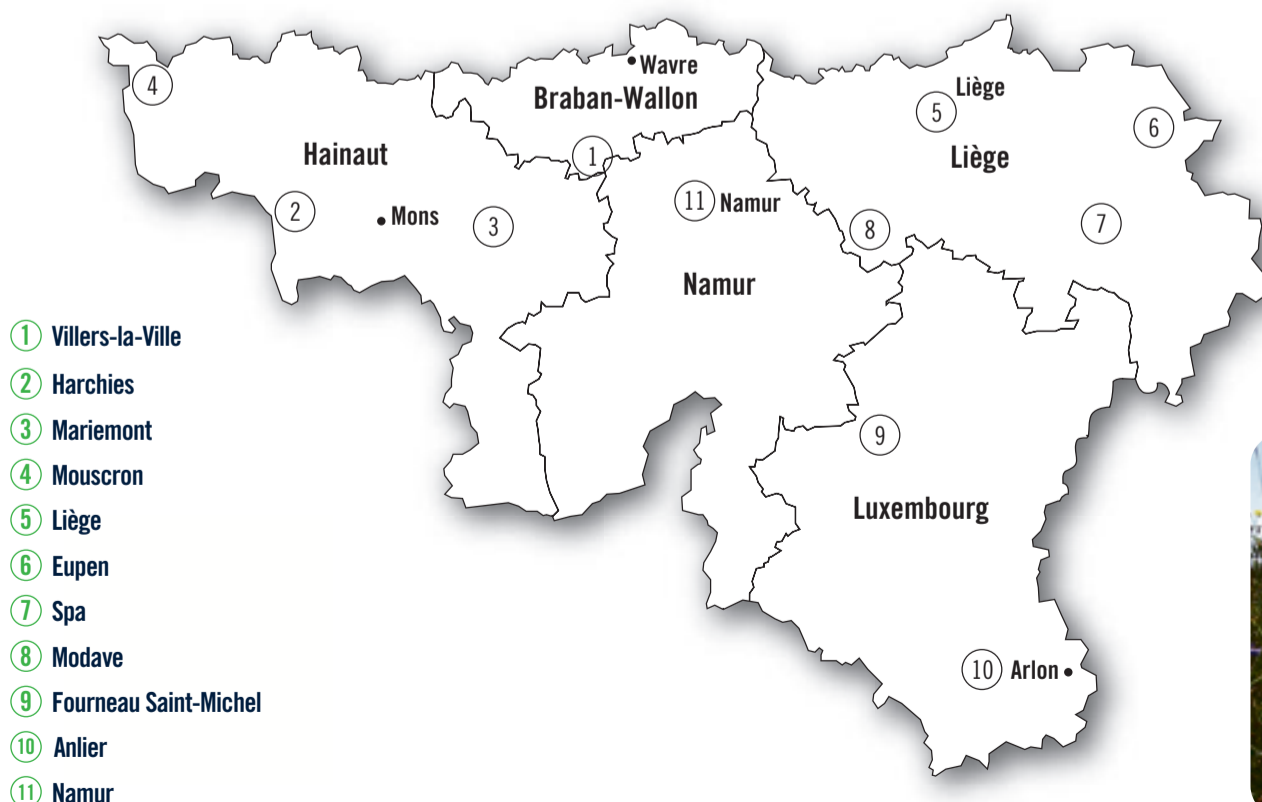 Wavre
Braban-Wallon
4
Liège
5
6
Hainaut
1
Liège
11 Namur
2
Mons
3
8
7
Namur
9
Luxembourg
10 Arlon
1 Villers-la-Ville
2 Harchies
3 Mariemont
4 Mouscron
5 Liège
6 Eupen
7 Spa
8 Modave
9 Fourneau Saint-Michel
10 Anlier
11 Namur